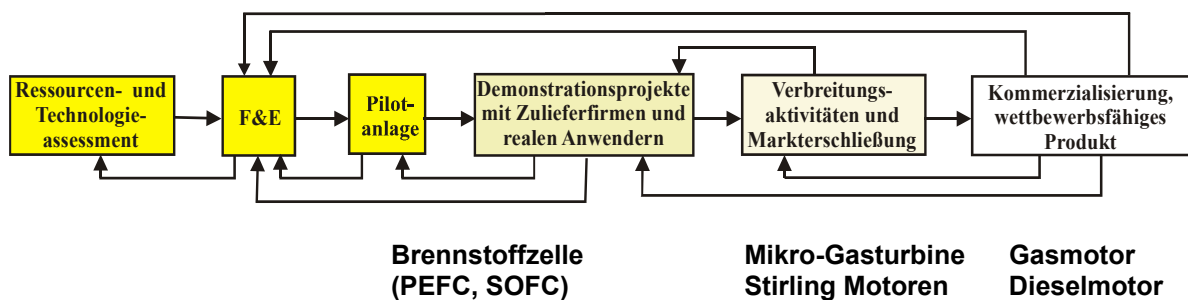 Ressourcen- und
Technologie-
assessment
F&E
Pilot-
anlage
Demonstrationsprojekte
mit Zulieferfirmen und
realen Anwendern
Verbreitungs-
aktivitäten und
Markterschließung
Kommerzialisierung,
wettbewerbsfähiges
Produkt
Brennstoffzelle
(PEFC, SOFC)
Mikro-Gasturbine
Stirling Motoren
Gasmotor
Dieselmotor